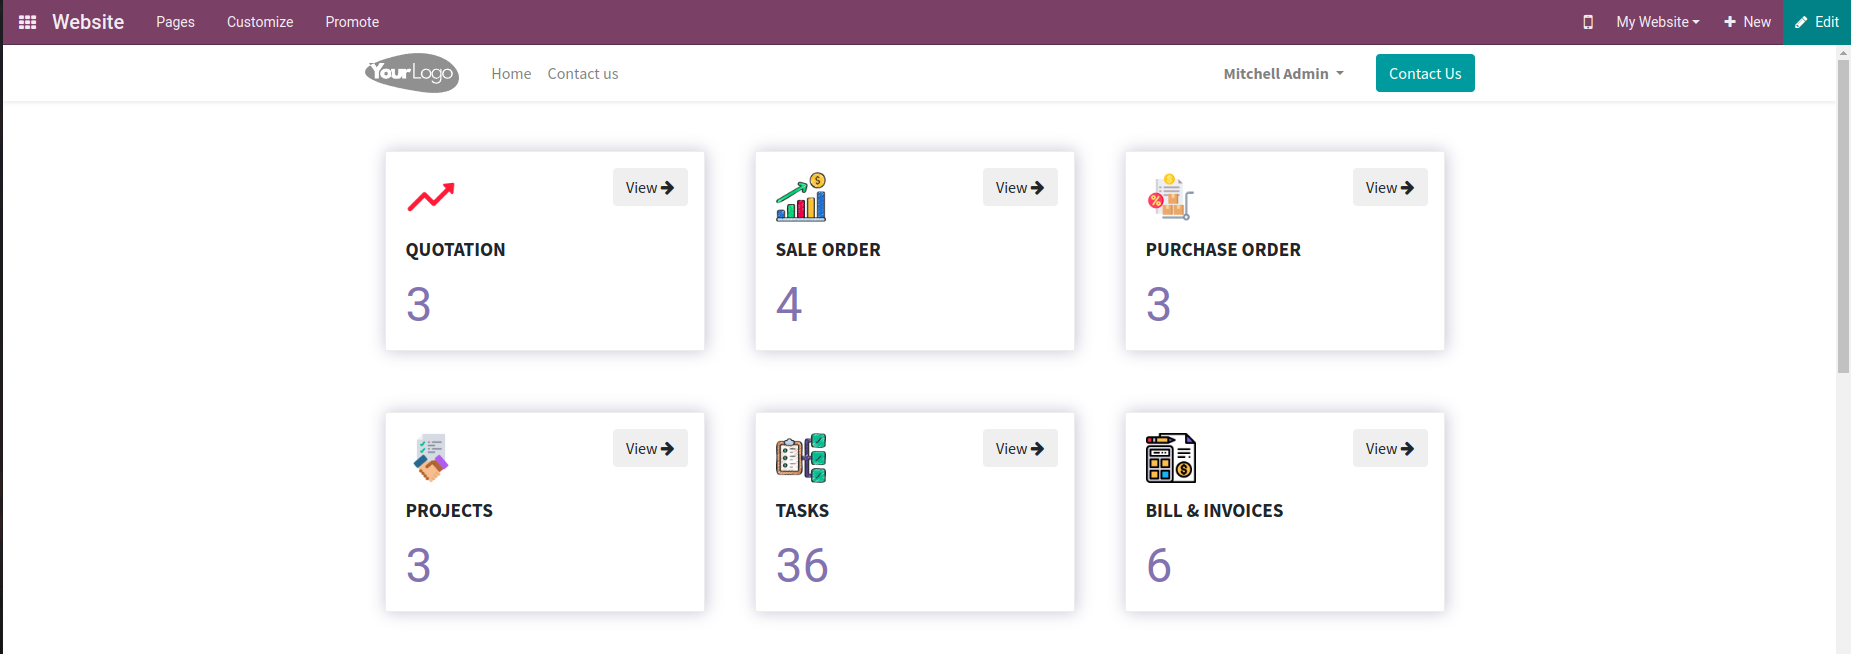 Website Pages Customize Promote My Website New Edit
YourLogo Home Contact us Mitchell Admin Contact Us
View View View
QUOTATION SALE ORDER PURCHASE ORDER
3 4 3
View View View
PROJECTS TASKS BILL & INVOICES
3 36 6